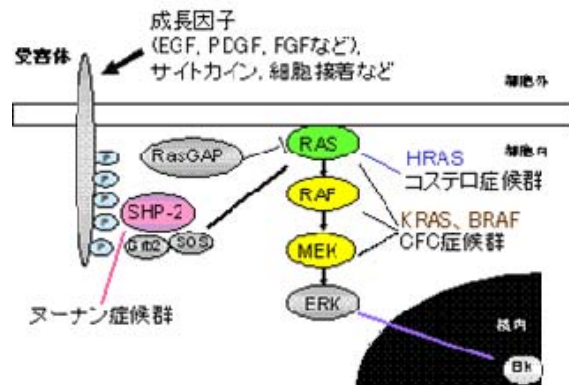 成長因子
(EGF, PDGF, FGFなど),
サイトカイン, 細胞接着など
受容体
細胞外
細胞内
RasGAP
RAS
HRAS
コステロ症候群
P
P
P
P
P
SHP-2
Grb2
SOS
RAF
KRAS、BRAF
CFC症候群
MEK
ヌーナン症候群
ERK
核内